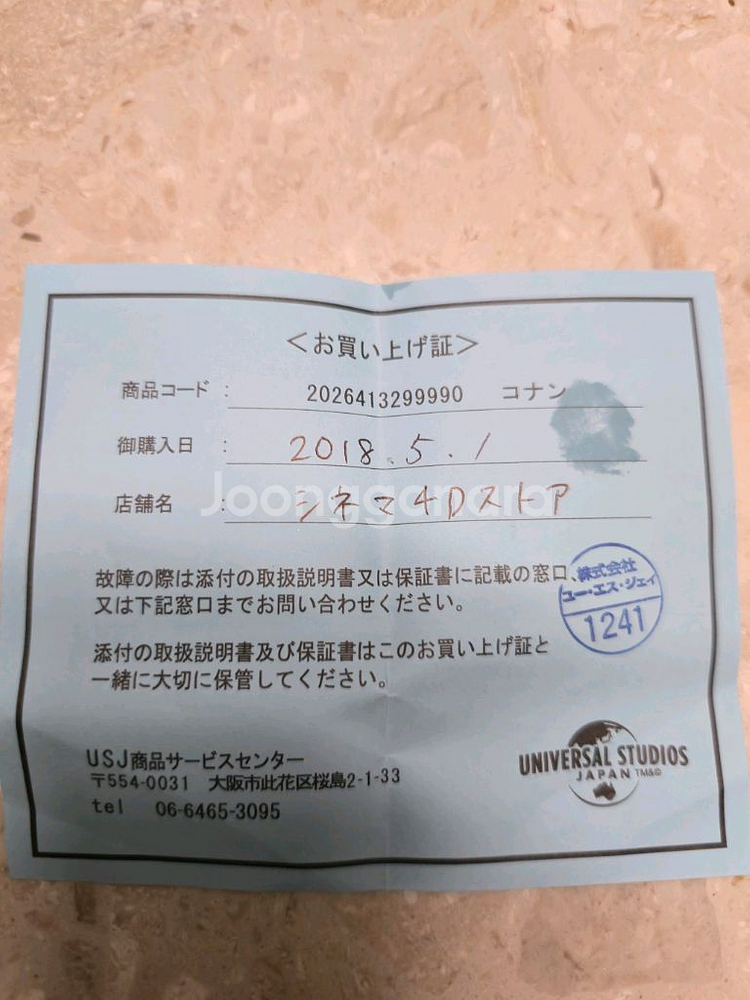 <お買い上げ証>
商品コード : 2026413299990 コナン
御購入日 : 2018.5.1
店舗名 : シネマ4Dストア
Joonggonara
故障の際は添付の取扱説明書又は保証書に記載の窓口、
又は下記窓口までお問い合わせください。
株式会社
ユー・エス・ジェイ
1241
添付の取扱説明書及び保証書はこのお買い上げ証と
一緒に大切に保管してください。
USJ商品サービスセンター
〒554-0031 大阪市此花区桜島2-1-33
tel 06-6465-3095
UNIVERSAL STUDIOS
JAPAN TM&©